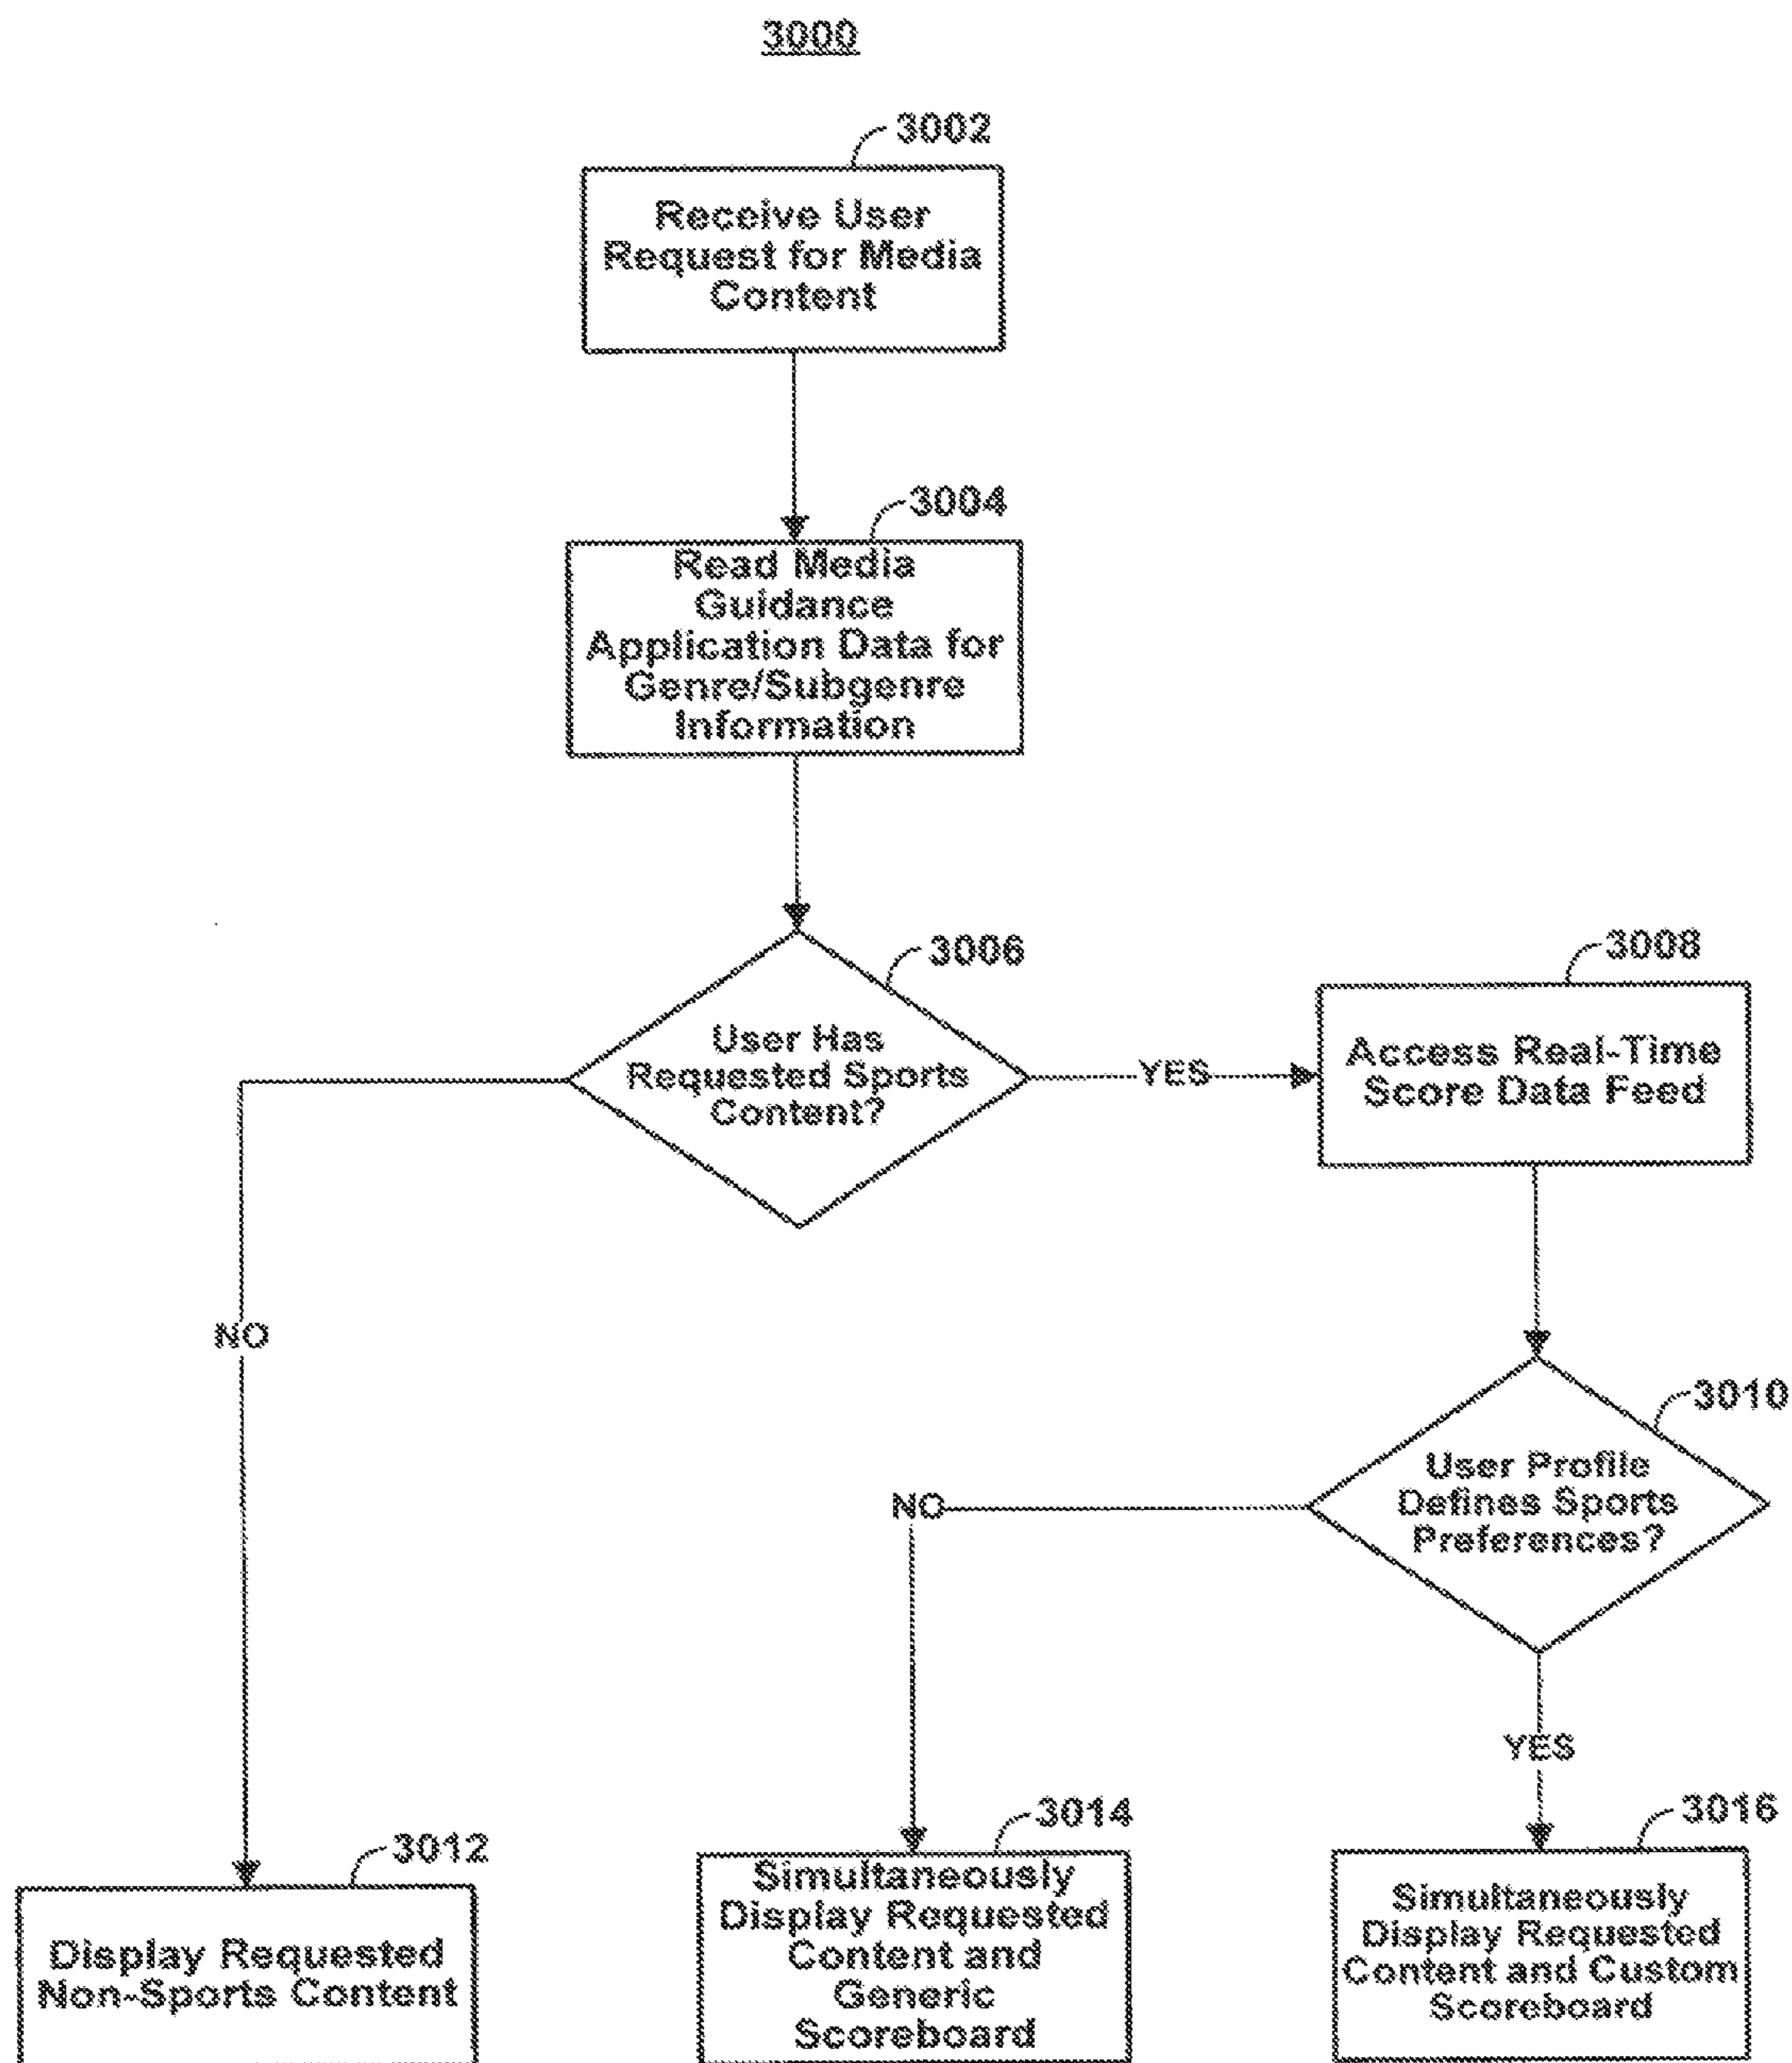 3000
3002
Receive User
Request for Media
Content
3004
Read Media
Guidance
Application Data for
Genre/Subgenre
Information
3006
User Has
Requested Sports
Content?
YES
3008
Access Real-Time
Score Data Feed
NO
3010
User Profile
Defines Sports
Preferences?
NO
YES
3012
Display Requested
Non-Sports Content
3014
Simultaneously
Display Requested
Content and
Generic
Scoreboard
3016
Simultaneously
Display Requested
Content and Custom
Scoreboard